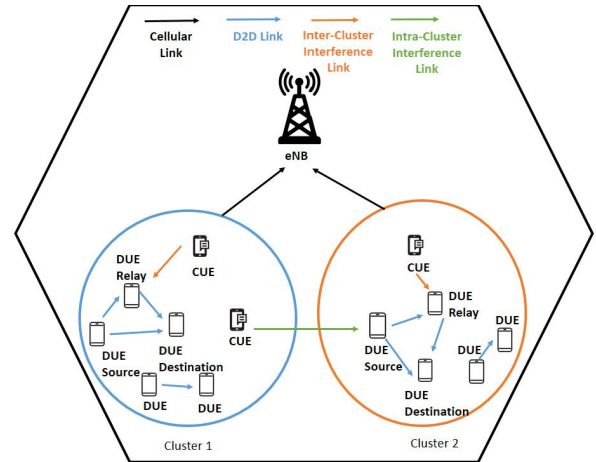 Cellular
Link
D2D Link
Inter-Cluster
Interference
Link
Intra-Cluster
Interference
Link
eNB
DUE
Relay
CUE
CUE
DUE
Source
DUE
Destination
DUE
DUE
Cluster 1
CUE
DUE
Relay
DUE
Source
DUE
DUE
DUE
Destination
Cluster 2